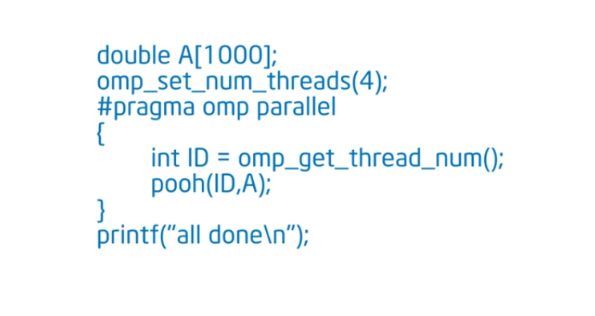 double A[1000];
omp_set_num_threads(4);
#pragma omp parallel
{
int ID = omp_get_thread_num();
pooh(ID,A);
}
printf(“all done\n”);